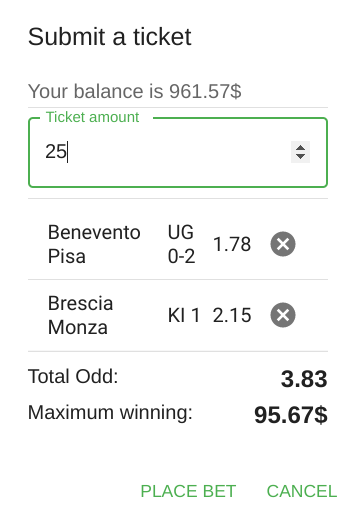 Submit a ticket
Your balance is 961.57$
Ticket amount
25
Benevento
Pisa
UG
0-2
1.78
Brescia
Monza
KI 1
2.15
Total Odd:
3.83
Maximum winning:
95.67$
PLACE BET
CANCEL